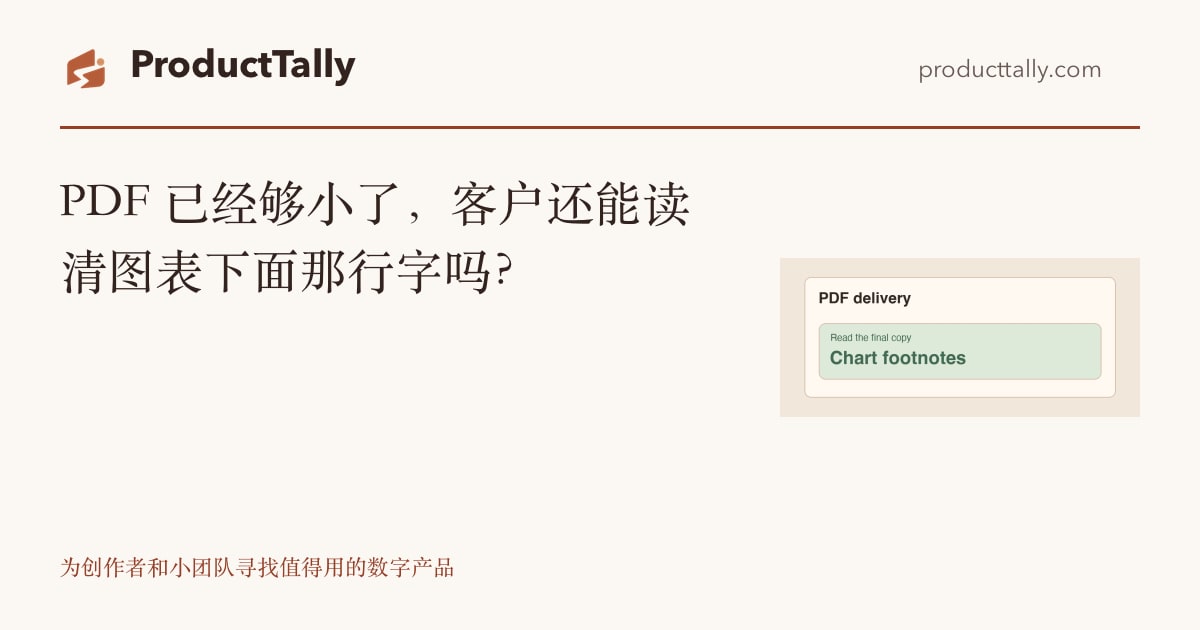 ProductTally
producttally.com
PDF 已经够小了，客户还能读
清图表下面那行字吗？
PDF delivery
Read the final copy
Chart footnotes
为创作者和小团队寻找值得用的数字产品